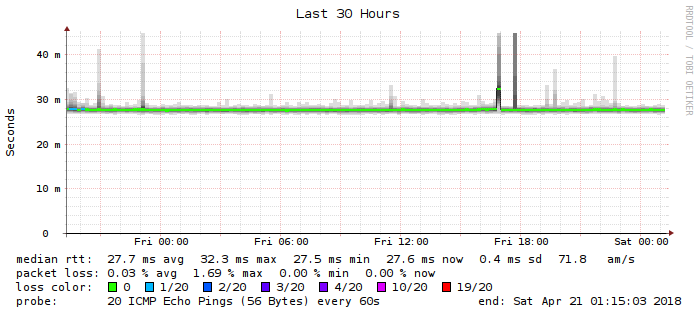 Last 30 Hours
RRDTOOL / TOBI OETIKER
Seconds
40 m
30 m
20 m
10 m
0
Fri 00:00 Fri 06:00 Fri 12:00 Fri 18:00 Sat 00:00
median rtt: 27.7 ms avg 32.3 ms max 27.5 ms min 27.6 ms now 0.4 ms sd 71.8 am/s
packet loss: 0.03 % avg 1.69 % max 0.00 % min 0.00 % now
loss color: 0 1/20 2/20 3/20 4/20 10/20 19/20
probe: 20 ICMP Echo Pings (56 Bytes) every 60s end: Sat Apr 21 01:15:03 2018